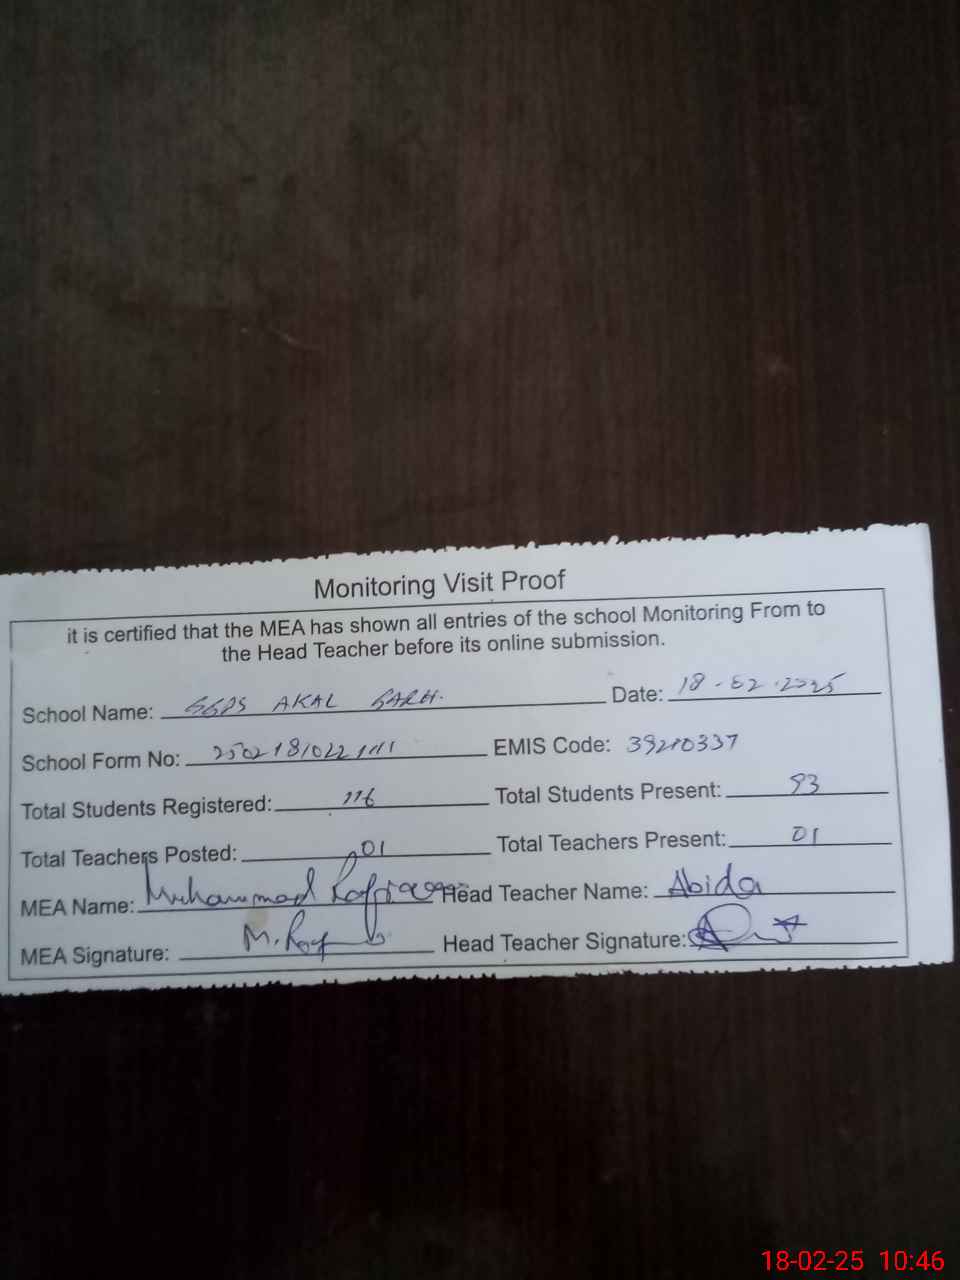 Monitoring Visit Proof
it is certified that the MEA has shown all entries of the school Monitoring From to
the Head Teacher before its online submission.
School Name: GGPS AKAL GARH. Date: 18-02-2025
School Form No: EMIS Code: 39210337
Total Students Registered: 116 Total Students Present: 93
Total Teachers Posted: 01 Total Teachers Present: 01
MEA Name: Muhammad Head Teacher Name: Abida
MEA Signature: M. Head Teacher Signature:
18-02-25 10:46